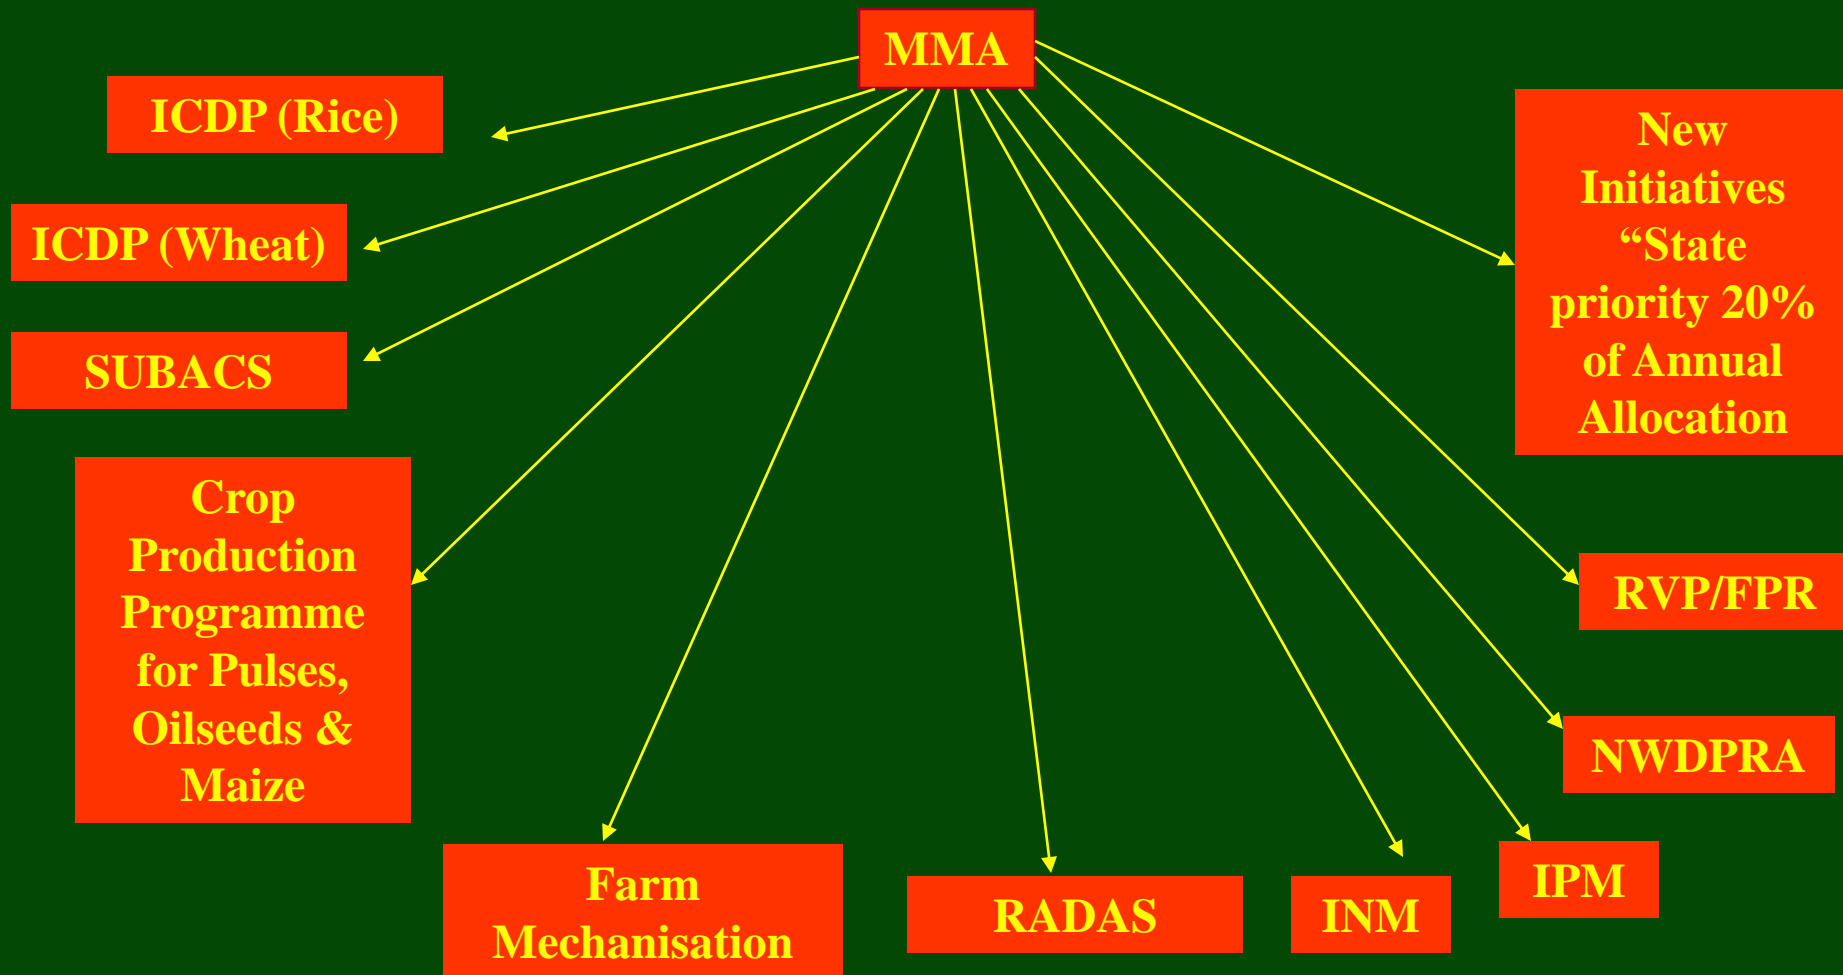 MMA
ICDP (Rice)
ICDP (Wheat)
SUBACS
Crop
Production
Programme
for Pulses,
Oilseeds &
Maize
Farm
Mechanisation
RADAS
INM
IPM
NWDPRA
RVP/FPR
New
Initiatives
“State
priority 20%
of Annual
Allocation